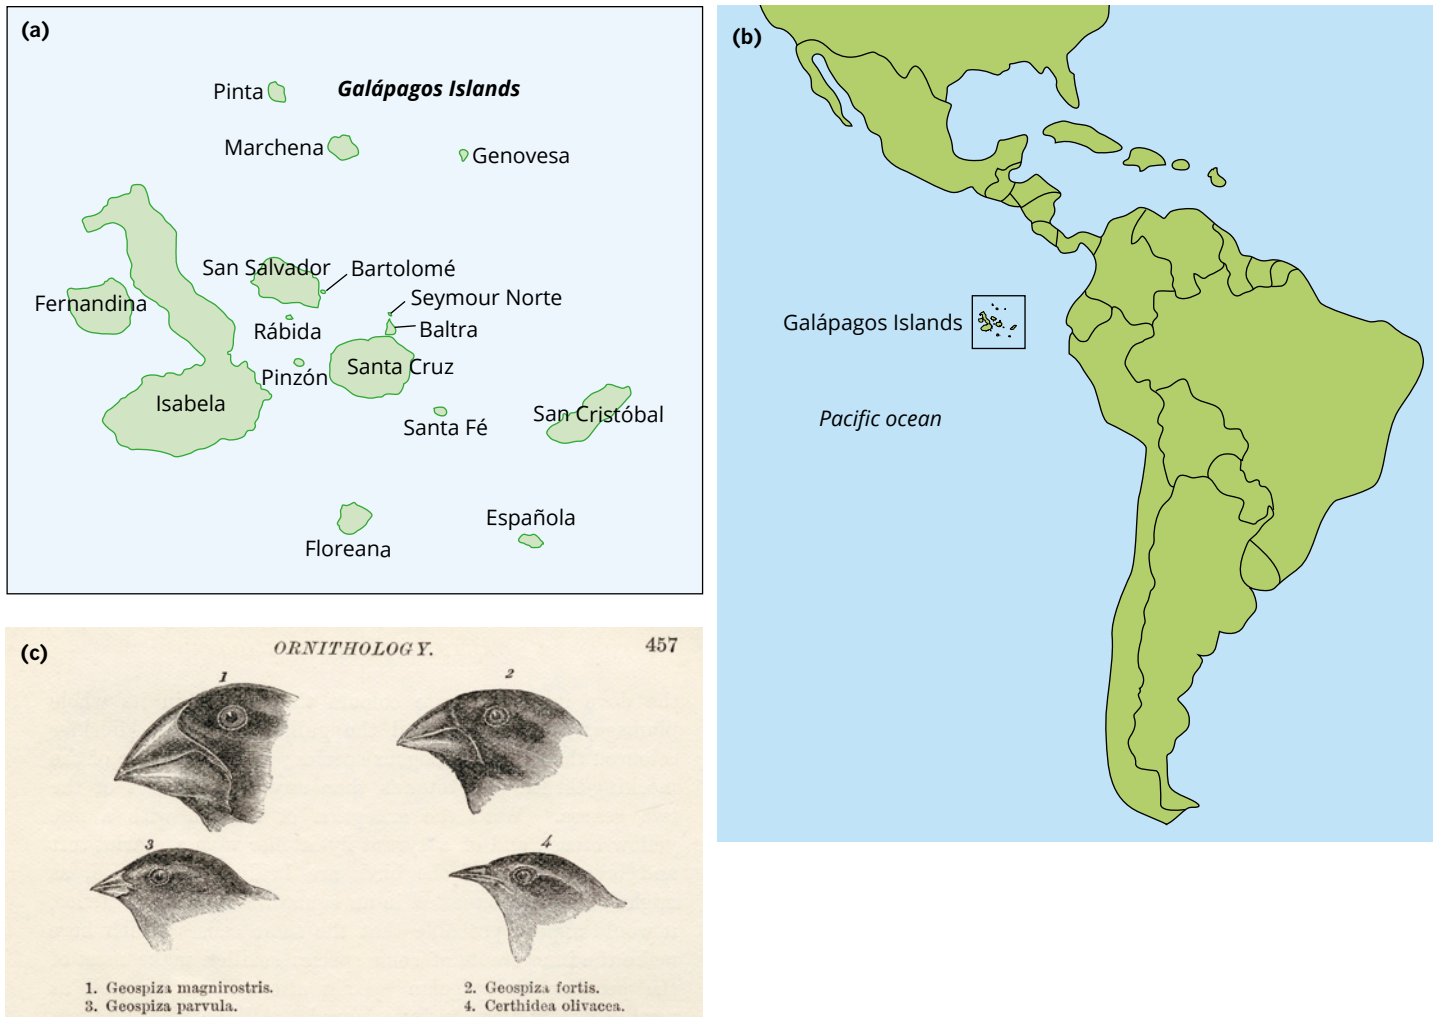 (a)
Pinta
Galápagos Islands
Marchena
Genovesa
San Salvador
Bartolomé
Fernandina
Seymour Norte
Rábida
Baltra
Pinzón
Santa Cruz
Isabela
Santa Fé
San Cristóbal
Española
Floreana
(b)
Galápagos Islands
Pacific ocean
(c)
ORNITHOLOGY.
457
1
2
3
4
1. Geospiza magnirostris.
2. Geospiza fortis.
3. Geospiza parvula.
4. Certhidea olivacea.